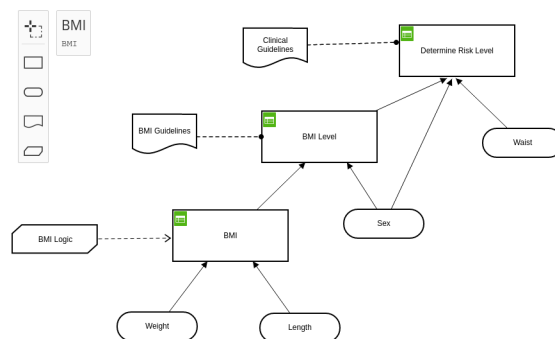 BMI
BMI
Clinical
Guidelines
Determine Risk Level
BMI Guidelines
BMI Level
Waist
Sex
BMI
BMI Logic
Weight
Length